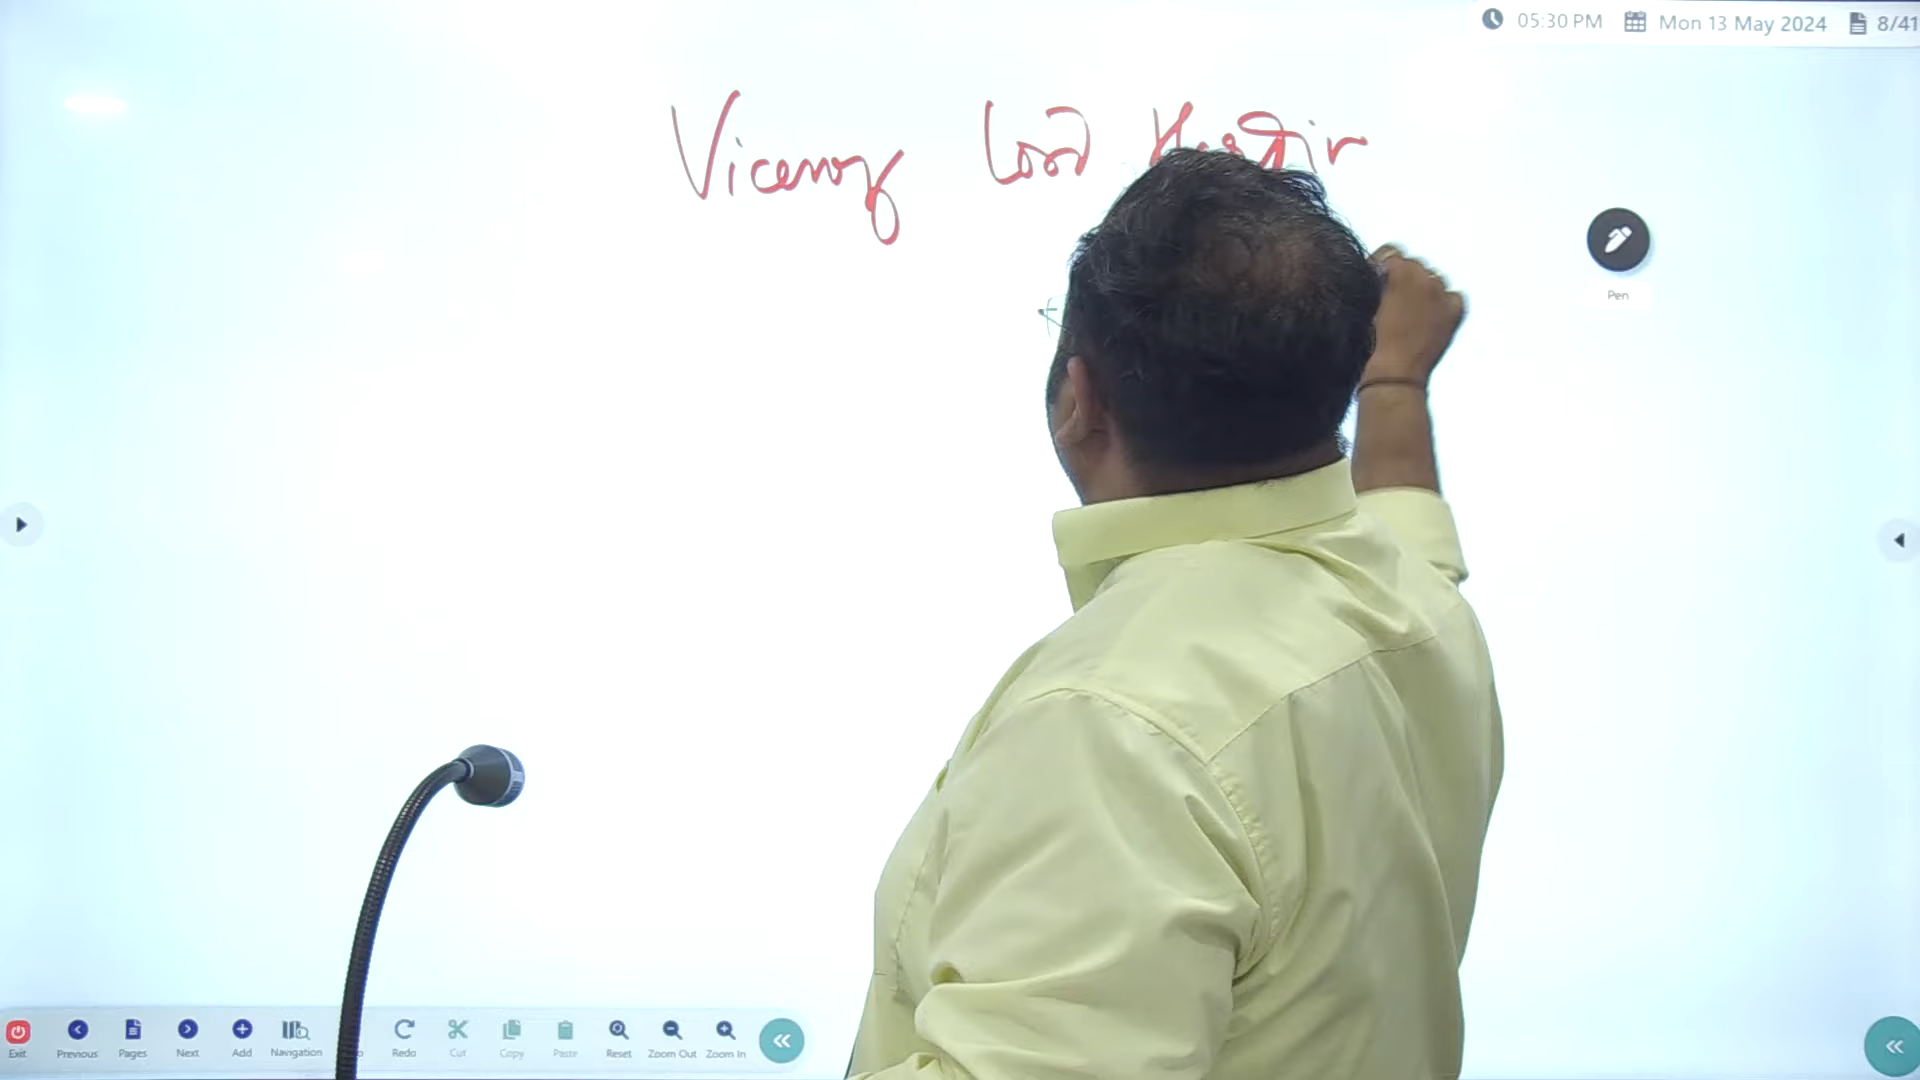 05:30 PM Mon 13 May 2024 8/41
Viceroy Lord
Pen
Exit Previous Pages Next Add Navigation Redo Cut Copy Paste Reset Zoom Out Zoom In